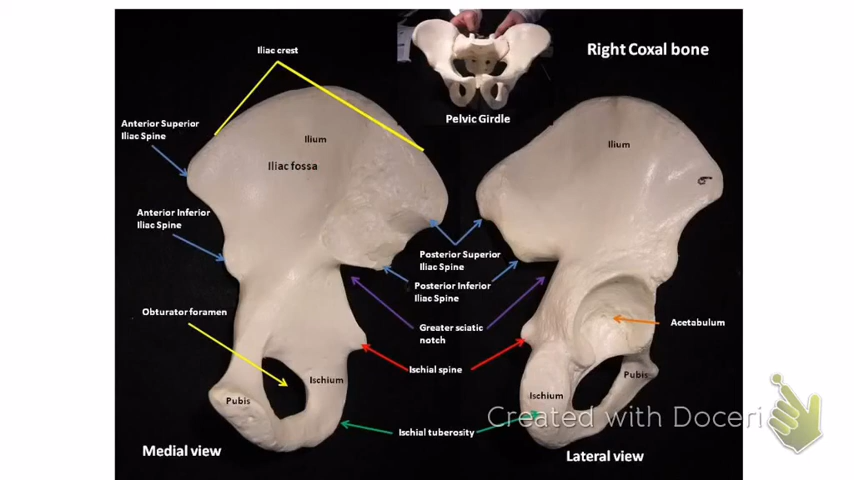 Right Coxal bone
Iliac crest
Pelvic Girdle
Anterior Superior
Iliac Spine
Ilium
Iliac fossa
Ilium
Anterior Inferior
Iliac Spine
Posterior Superior
Iliac Spine
Posterior Inferior
Iliac Spine
Obturator foramen
Greater sciatic
notch
Acetabulum
Ischial spine
Ischium
Pubis
Pubis
Ischium
Ischial tuberosity
Created with Doceri
Medial view
Lateral view